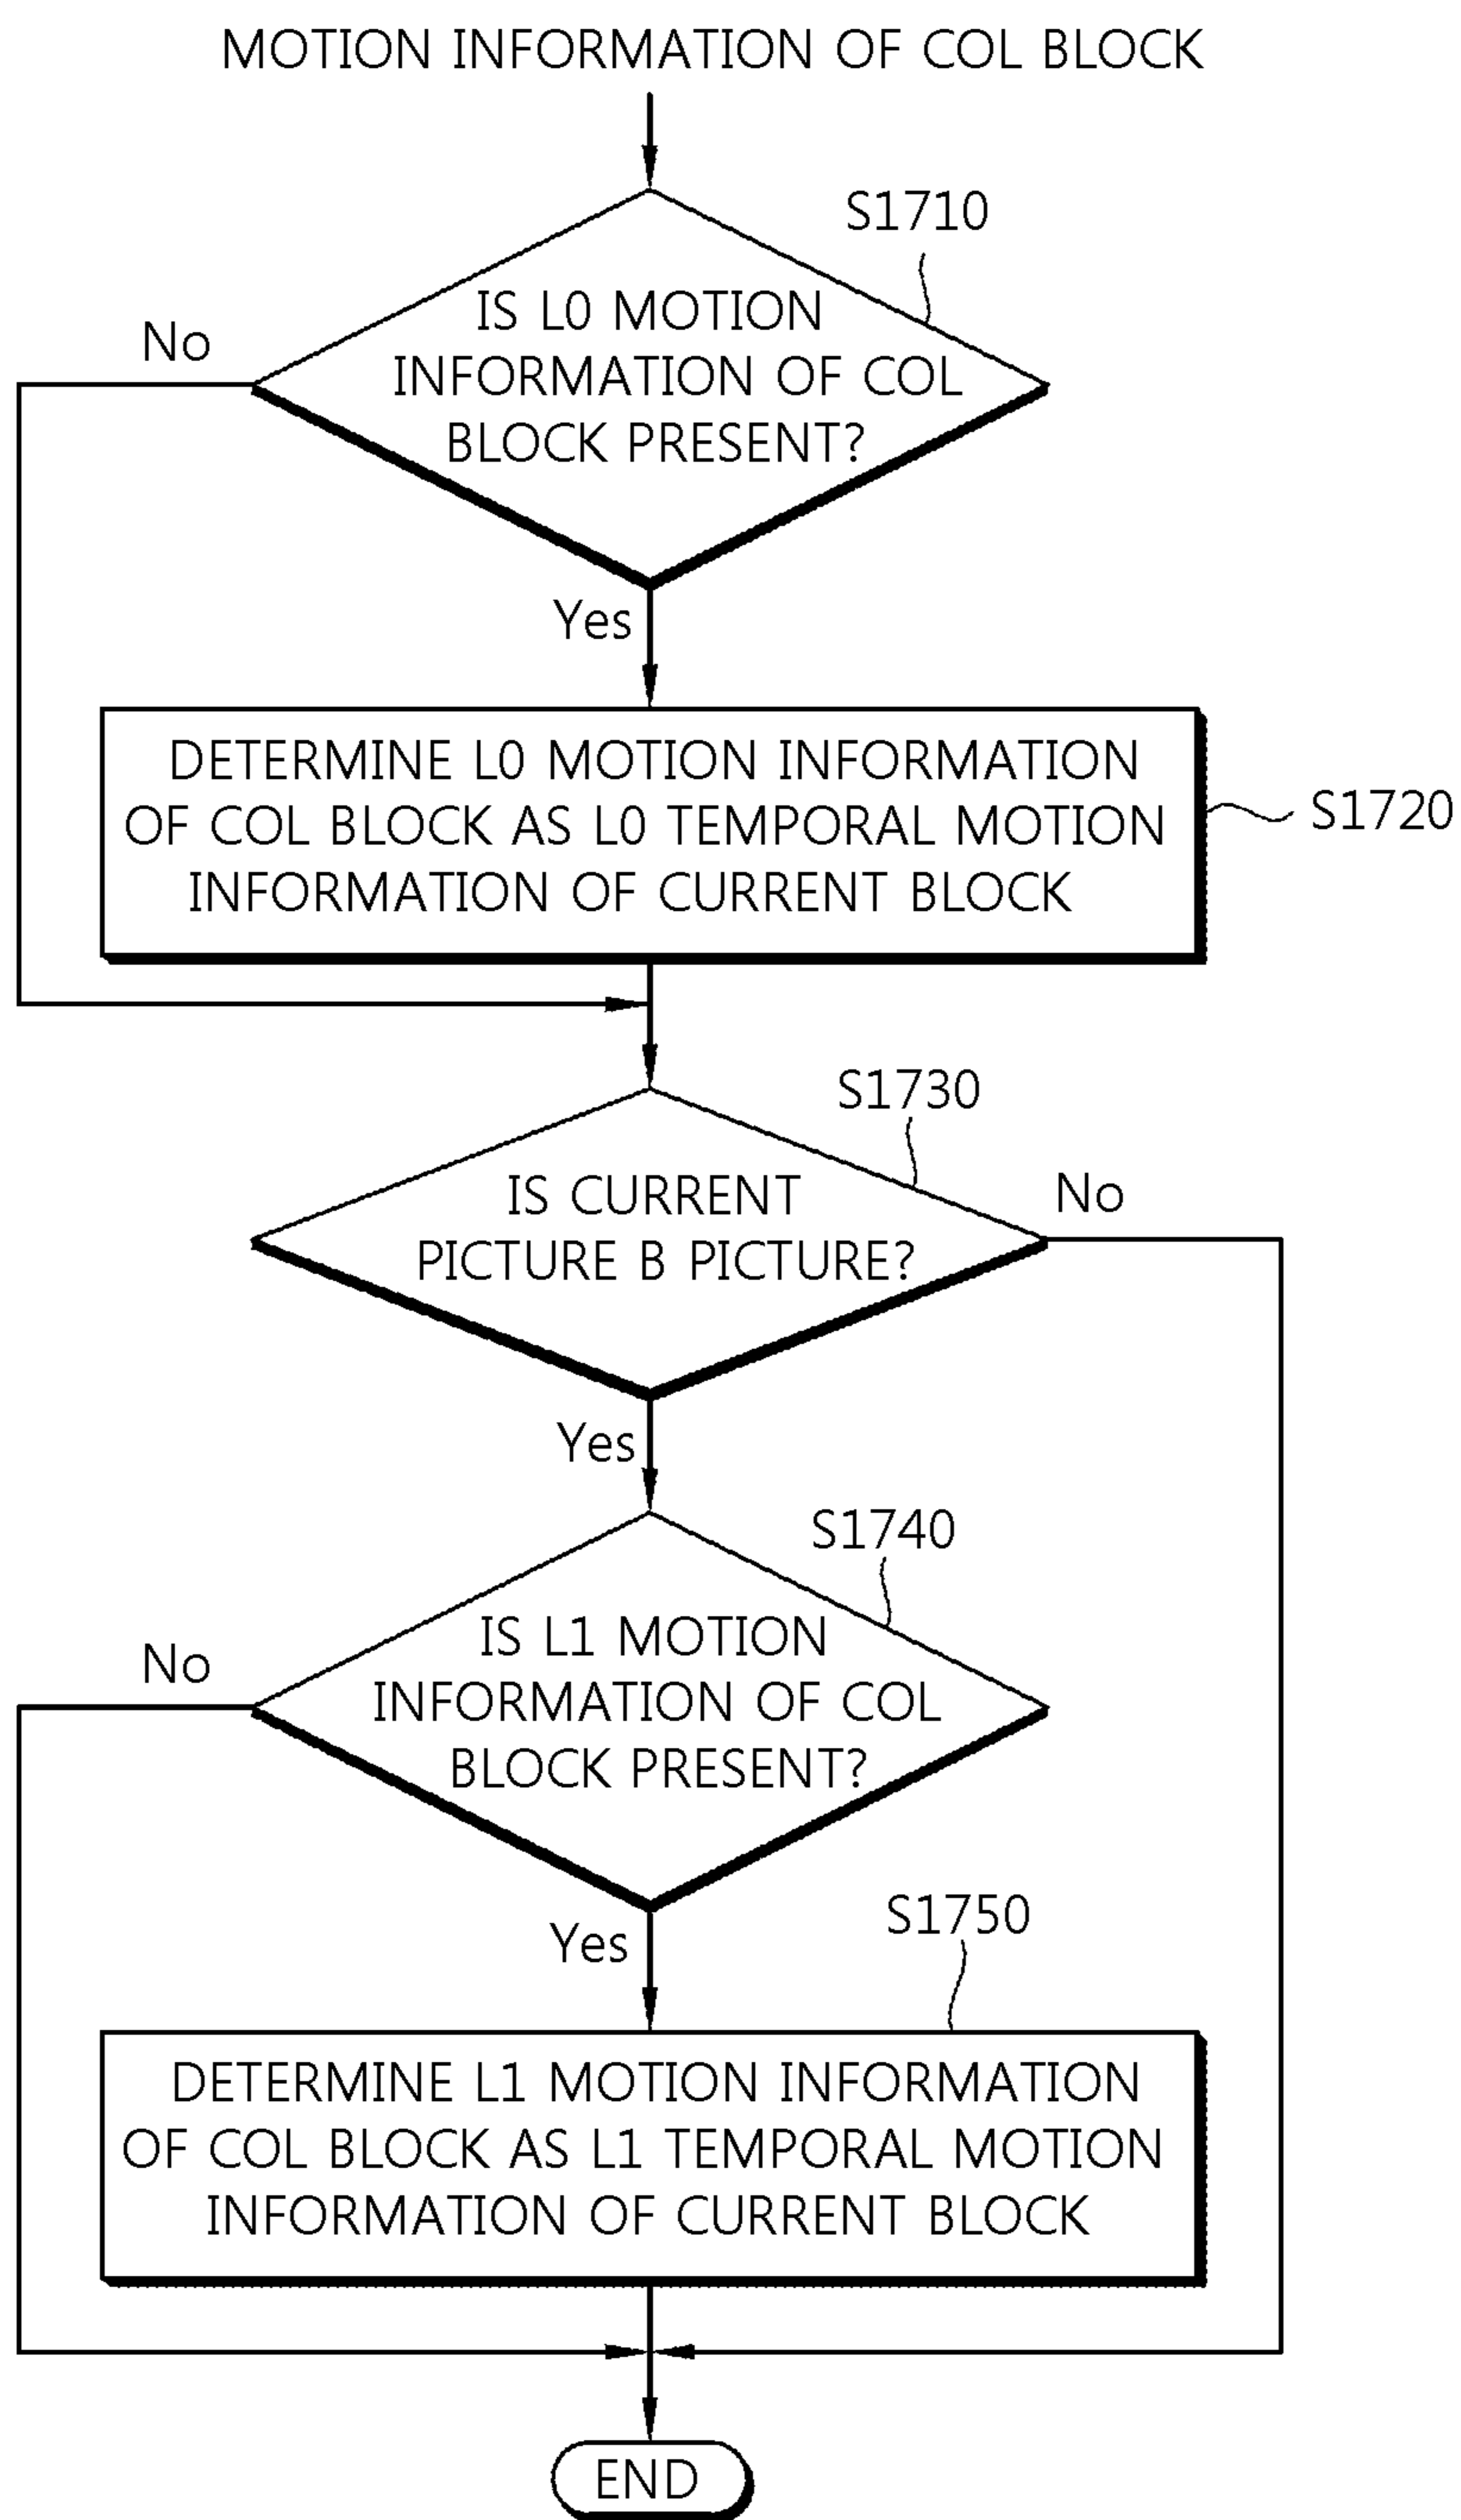 MOTION INFORMATION OF COL BLOCK
S1710
IS L0 MOTION
INFORMATION OF COL
BLOCK PRESENT?
No
Yes
DETERMINE L0 MOTION INFORMATION
OF COL BLOCK AS L0 TEMPORAL MOTION
INFORMATION OF CURRENT BLOCK
S1720
S1730
IS CURRENT
PICTURE B PICTURE?
No
Yes
S1740
IS L1 MOTION
INFORMATION OF COL
BLOCK PRESENT?
No
Yes
S1750
DETERMINE L1 MOTION INFORMATION
OF COL BLOCK AS L1 TEMPORAL MOTION
INFORMATION OF CURRENT BLOCK
END